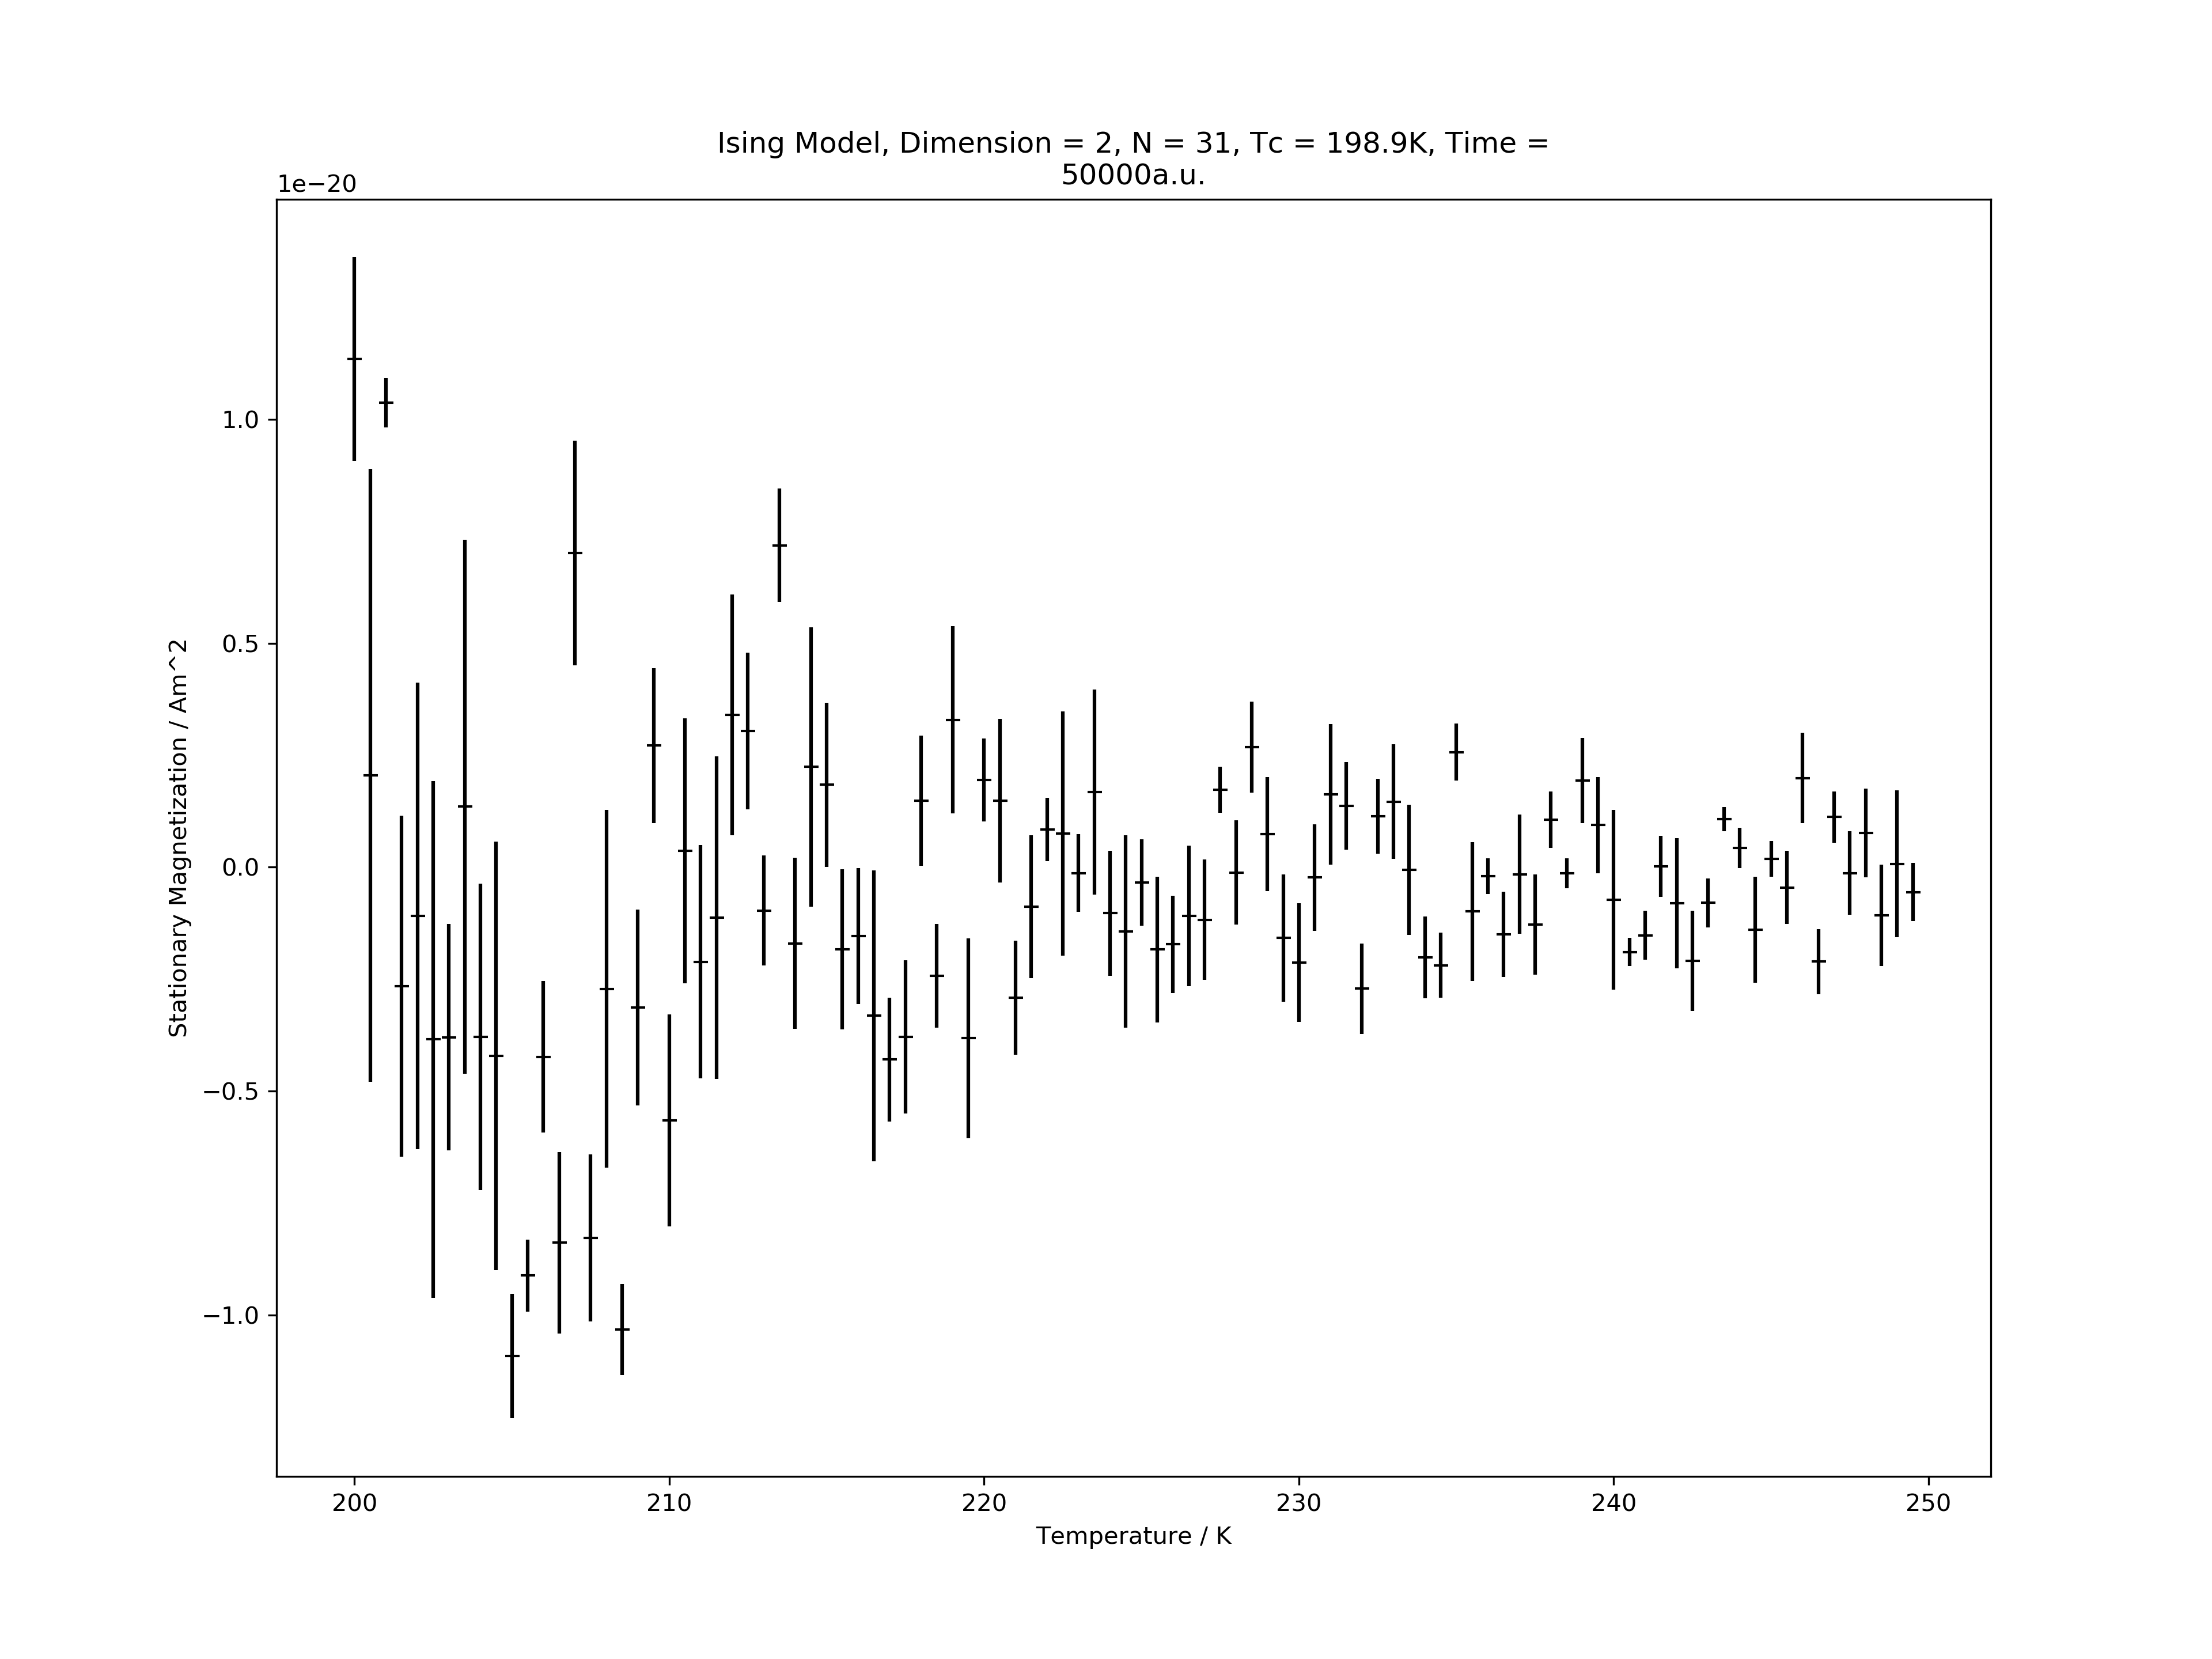 Ising Model, Dimension = 2, N = 31, Tc = 198.9K, Time =
50000a.u.
1e−20
1.0
0.5
0.0
−0.5
−1.0
Stationary Magnetization / Am^2
200 210 220 230 240 250
Temperature / K